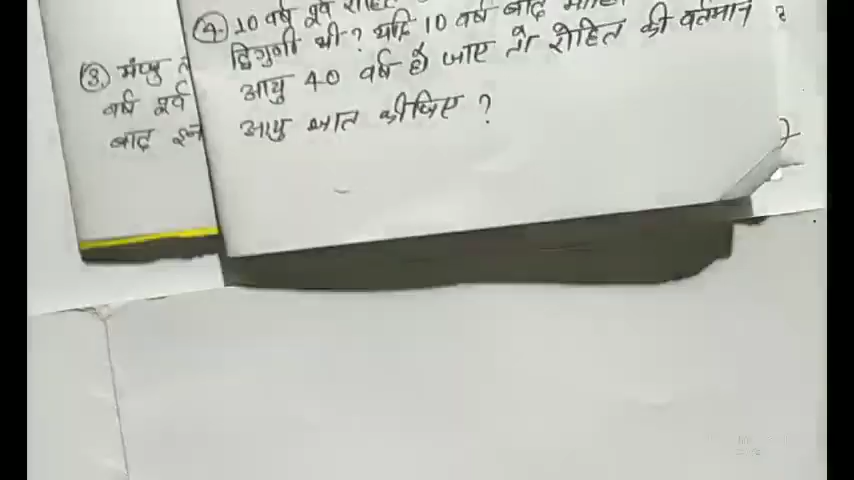 ④ 10 वर्ष पूर्व
द्विगुनी थी? यदि 10 वर्ष बाद
आयु 40 वर्ष हो जाए तो रोहित की वर्तमान
आयु ज्ञात कीजिए ?
③ मंजु
वर्ष पूर्व
बाद